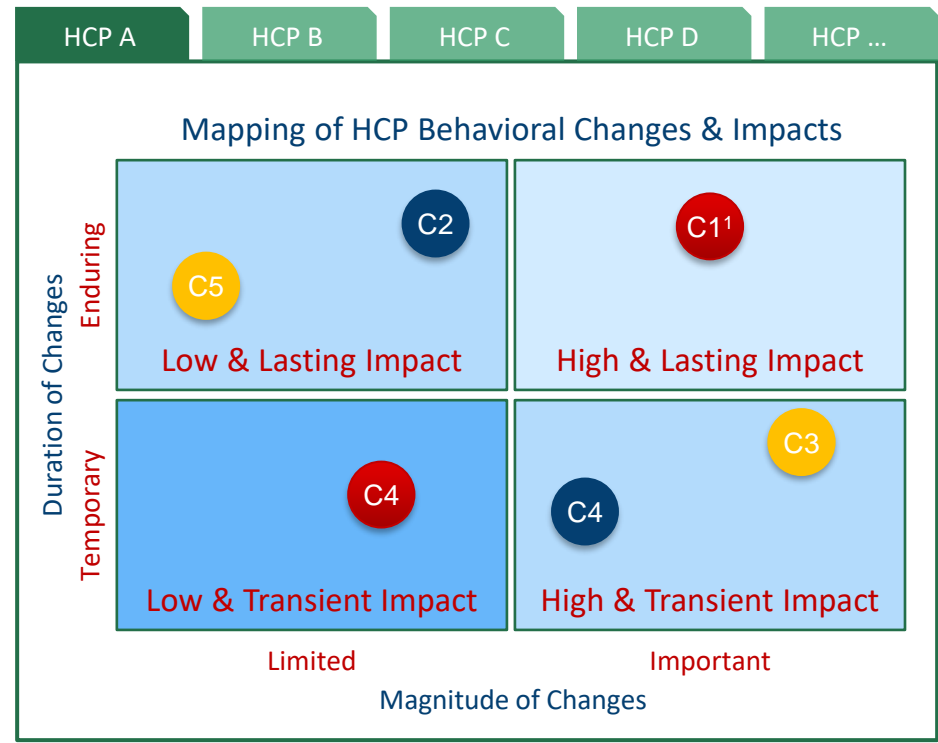 HCP A
HCP B
HCP C
HCP D
HCP ...
Mapping of HCP Behavioral Changes & Impacts
Duration of Changes
Enduring
C5
C2
Low & Lasting Impact
C1¹
High & Lasting Impact
Temporary
C4
Low & Transient Impact
C4
C3
High & Transient Impact
Limited
Important
Magnitude of Changes